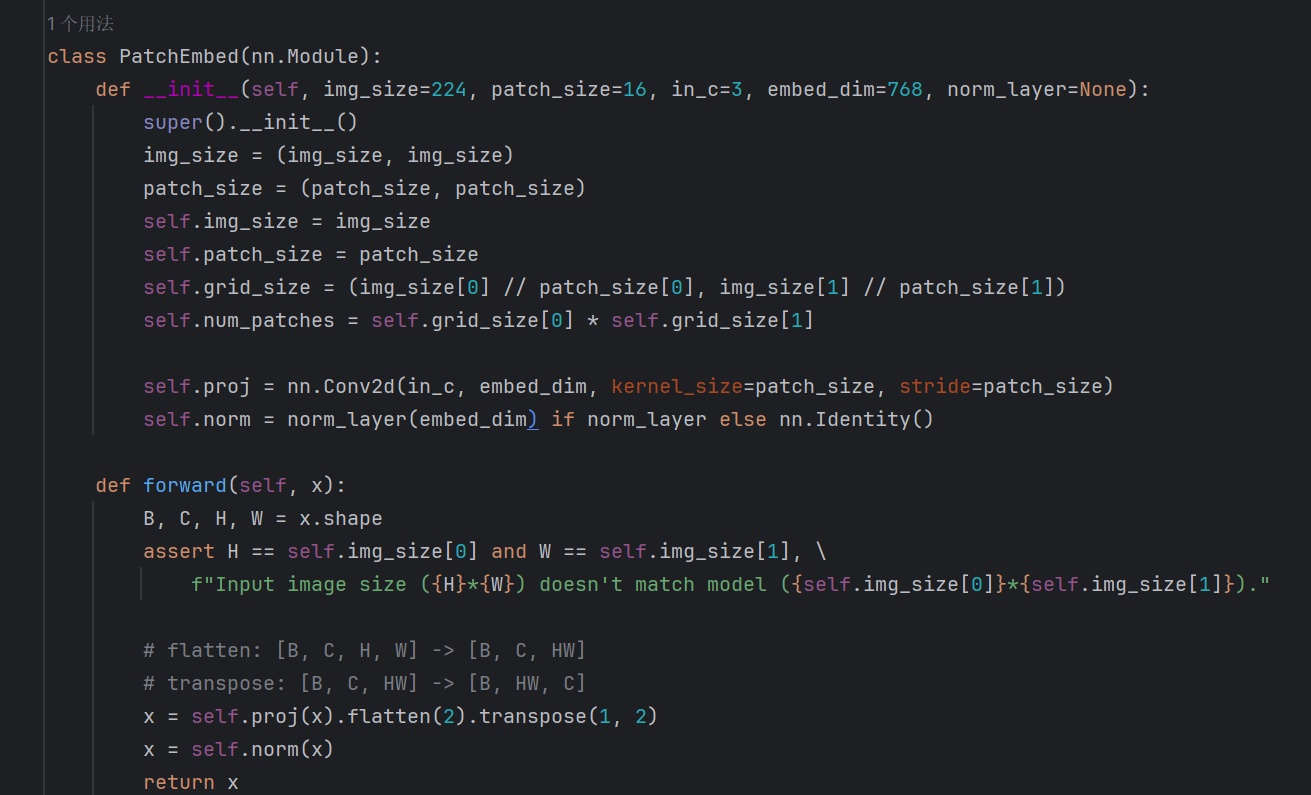 1 个用法
class PatchEmbed(nn.Module):
    def __init__(self, img_size=224, patch_size=16, in_c=3, embed_dim=768, norm_layer=None):
        super().__init__()
        img_size = (img_size, img_size)
        patch_size = (patch_size, patch_size)
        self.img_size = img_size
        self.patch_size = patch_size
        self.grid_size = (img_size[0] // patch_size[0], img_size[1] // patch_size[1])
        self.num_patches = self.grid_size[0] * self.grid_size[1]

        self.proj = nn.Conv2d(in_c, embed_dim, kernel_size=patch_size, stride=patch_size)
        self.norm = norm_layer(embed_dim) if norm_layer else nn.Identity()

    def forward(self, x):
        B, C, H, W = x.shape
        assert H == self.img_size[0] and W == self.img_size[1], \
            f"Input image size ({H}*{W}) doesn't match model ({self.img_size[0]}*{self.img_size[1]})."

        # flatten: [B, C, H, W] -> [B, C, HW]
        # transpose: [B, C, HW] -> [B, HW, C]
        x = self.proj(x).flatten(2).transpose(1, 2)
        x = self.norm(x)
        return x